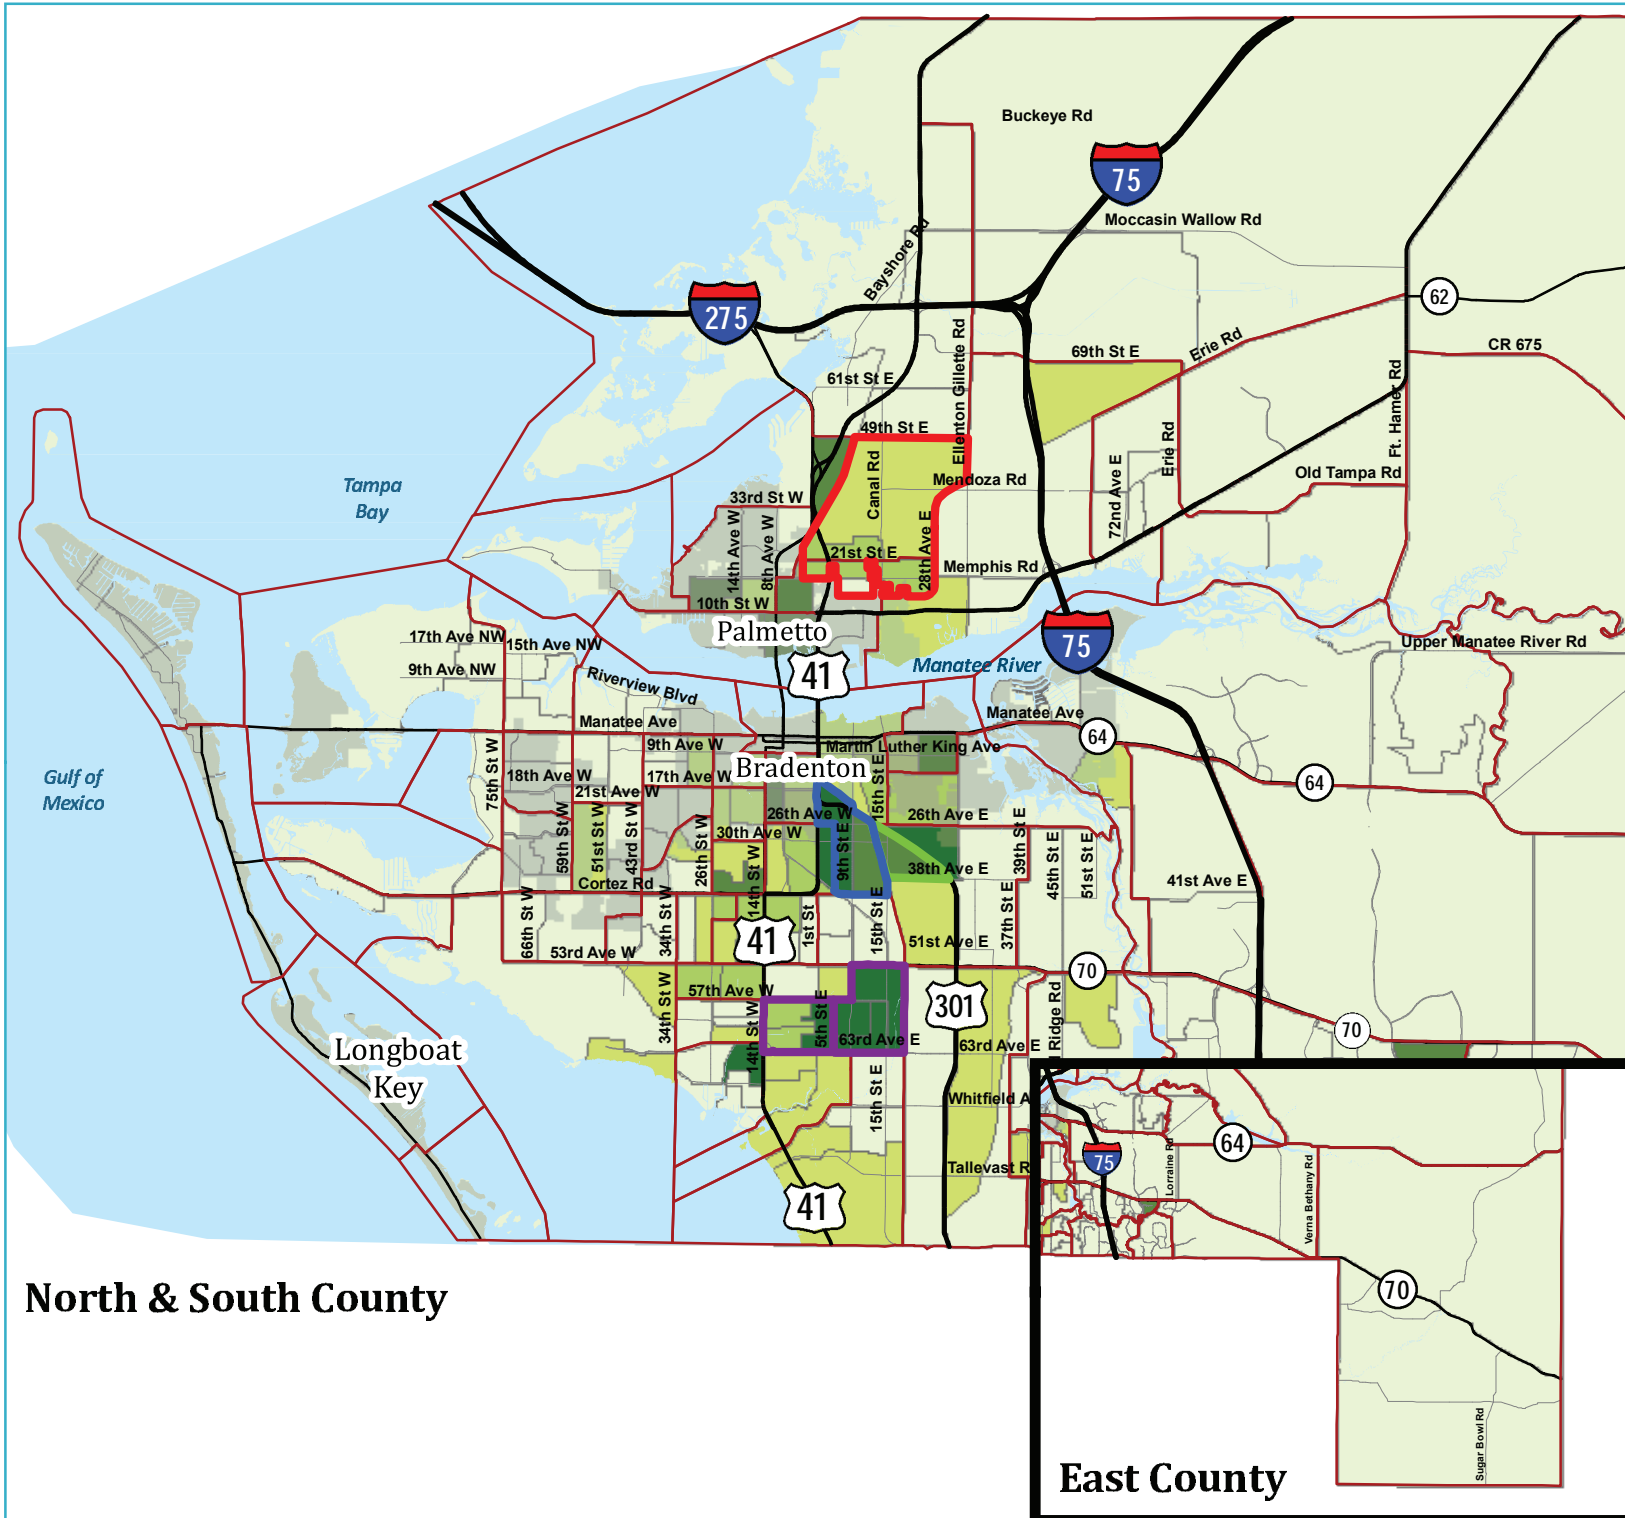 Buckeye Rd
75
Moccasin Wallow Rd
Bayshore Rd
62
275
Ellenton Gillette Rd
69th St E
Erie Rd
CR 675
61st St E
Ft. Hamer Rd
49th St E
Canal Rd
Mendoza Rd
72nd Ave E
Erie Rd
Old Tampa Rd
Tampa
Bay
33rd St W
14th Ave W
8th Ave W
21st St E
28th Ave E
Memphis Rd
10th St W
Palmetto
41
75
17th Ave NW
15th Ave NW
9th Ave NW
Riverview Blvd
Manatee River
Upper Manatee River Rd
Manatee Ave
Manatee Ave
64
9th Ave W
Martin Luther King Ave
75th St W
18th Ave W
17th Ave W
Bradenton
15th St E
64
Gulf of
Mexico
21st Ave W
59th St W
51st St W
43rd St W
26th St W
26th Ave W
30th Ave W
9th St E
26th Ave E
39th St E
45th St E
51st St E
14th St W
38th Ave E
Cortez Rd
41st Ave E
66th St W
34th St W
41
1st St
15th St E
37th St E
51st Ave E
53rd Ave W
70
34th St W
57th Ave W
14th St W
5th St E
63rd Ave E
301
63rd Ave E
l Ridge Rd
70
Longboat
Key
15th St E
Whitfield A
Tallevast R
41
64
75
Lorraine Rd
Verna Bethany Rd
70
Sugar Bowl Rd
North & South County
East County